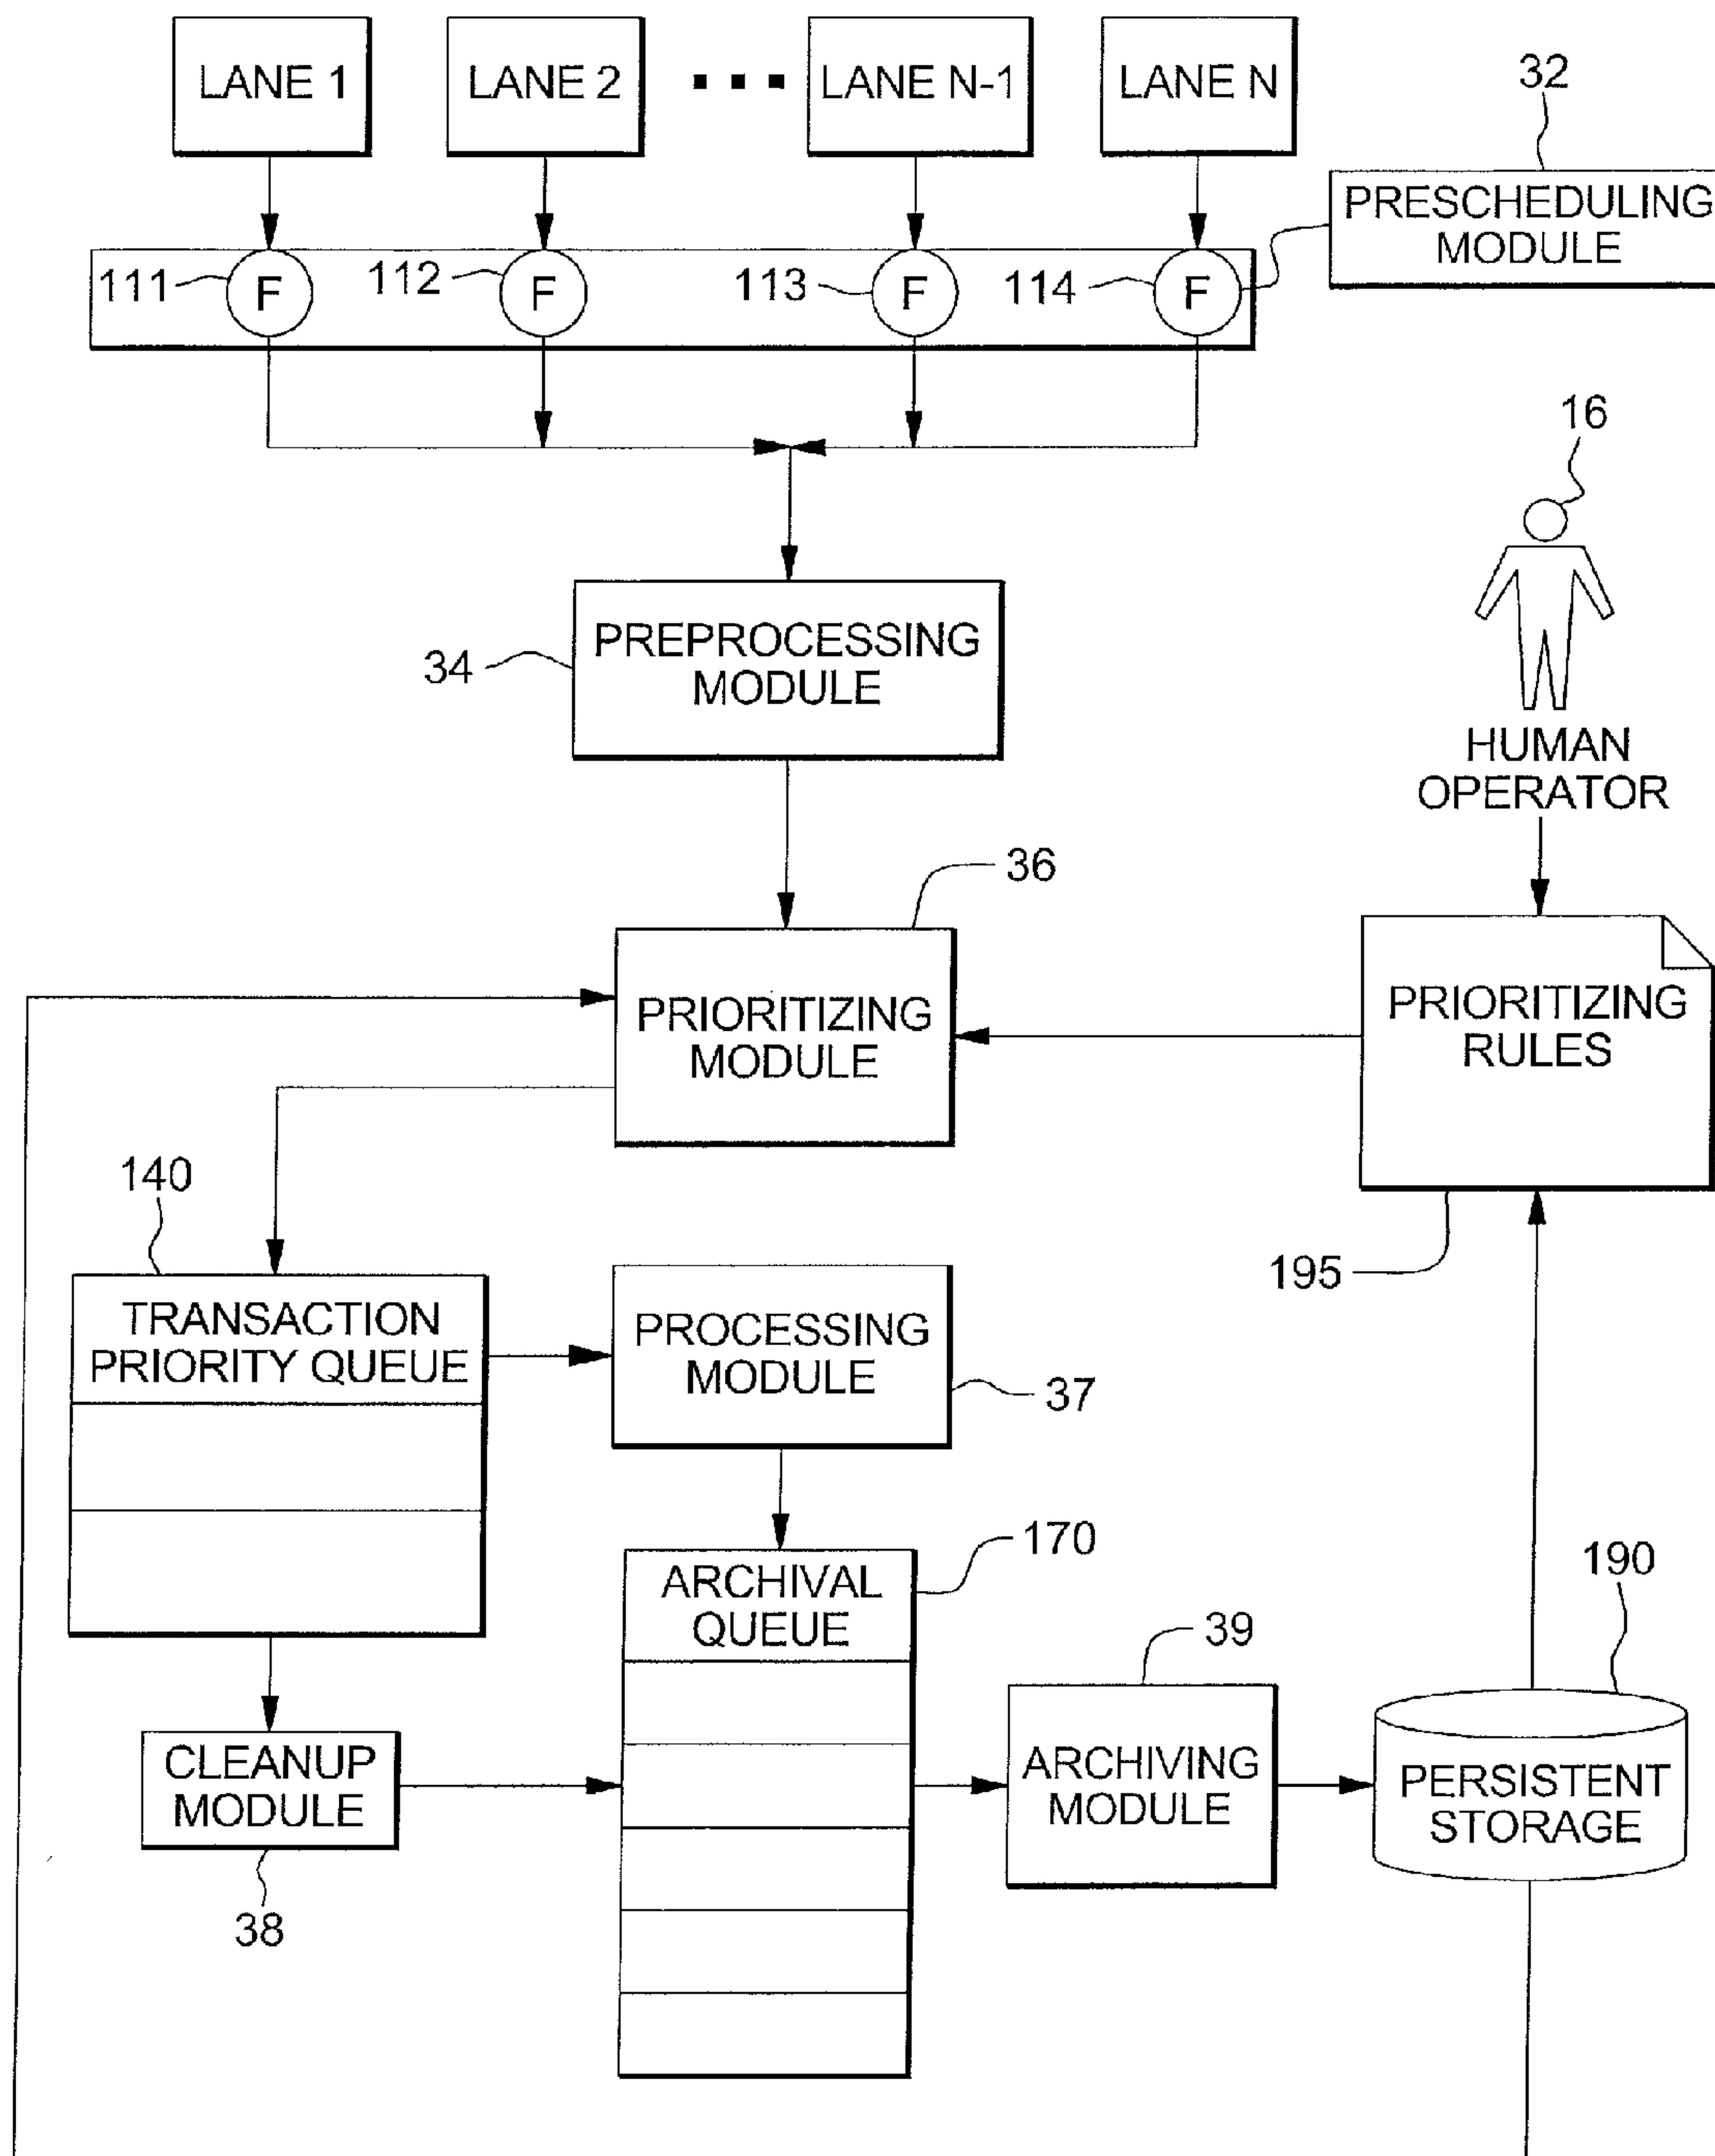 LANE 1
LANE 2
LANE N-1
LANE N
32
PRESCHEDULING
MODULE
111
F
112
F
113
F
114
F
16
34
PREPROCESSING
MODULE
HUMAN
OPERATOR
36
PRIORITIZING
MODULE
PRIORITIZING
RULES
140
195
TRANSACTION
PRIORITY QUEUE
PROCESSING
MODULE
37
170
ARCHIVAL
QUEUE
190
39
CLEANUP
MODULE
ARCHIVING
MODULE
PERSISTENT
STORAGE
38